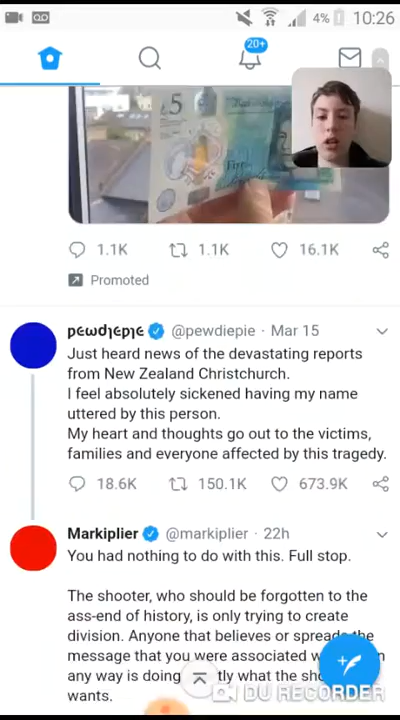 4% 10:26
20+
£5
1.1K 1.1K 16.1K
Promoted
ꞃɛωdιɛριɛ @pewdiepie · Mar 15
Just heard news of the devastating reports
from New Zealand Christchurch.
I feel absolutely sickened having my name
uttered by this person.
My heart and thoughts go out to the victims,
families and everyone affected by this tragedy.
18.6K 150.1K 673.9K
Markiplier @markiplier · 22h
You had nothing to do with this. Full stop.
The shooter, who should be forgotten to the
ass-end of history, is only trying to create
division. Anyone that believes or spreads the
message that you were associated
any way is doing what the
wants.
DU RECORDER